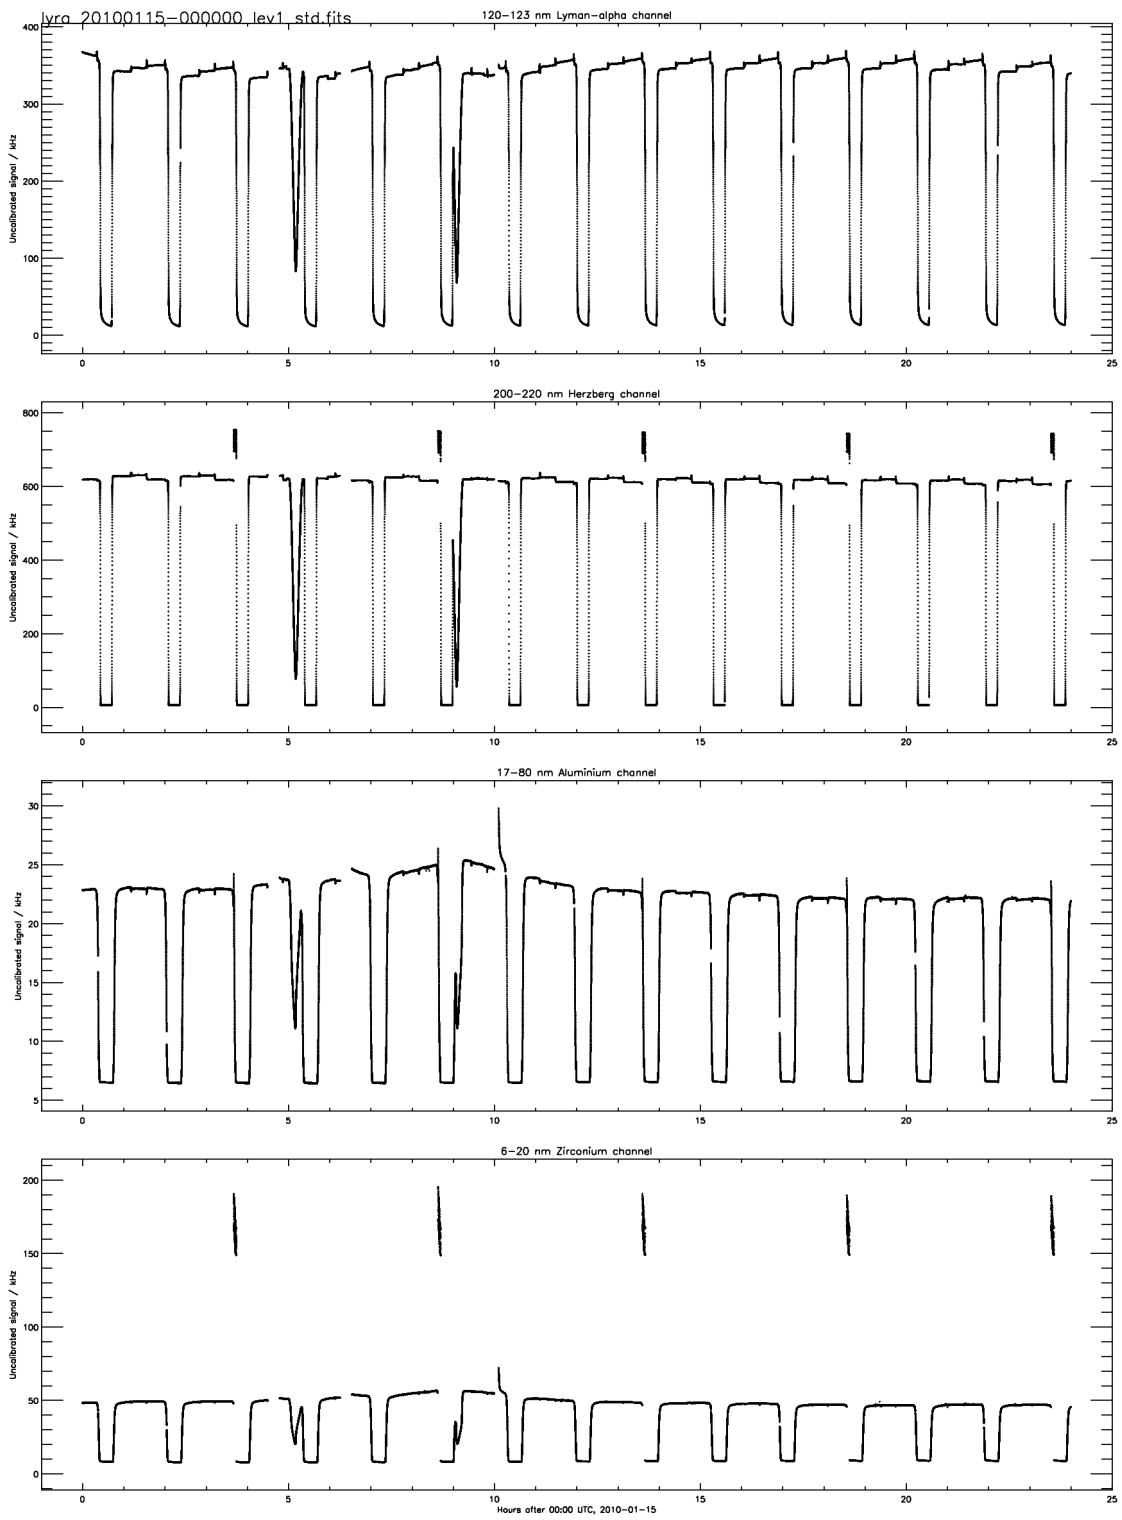 lyra_20100115-000000_lev1_std.fits
120-123 nm Lyman-alpha channel
400
300
200
100
0
Uncalibrated signal / kHz
0 5 10 15 20 25
200-220 nm Herzberg channel
800
600
400
200
0
Uncalibrated signal / kHz
0 5 10 15 20 25
17-80 nm Aluminium channel
30
25
20
15
10
5
Uncalibrated signal / kHz
0 5 10 15 20 25
6-20 nm Zirconium channel
200
150
100
50
0
Uncalibrated signal / kHz
0 5 10 15 20 25
Hours after 00:00 UTC, 2010-01-15